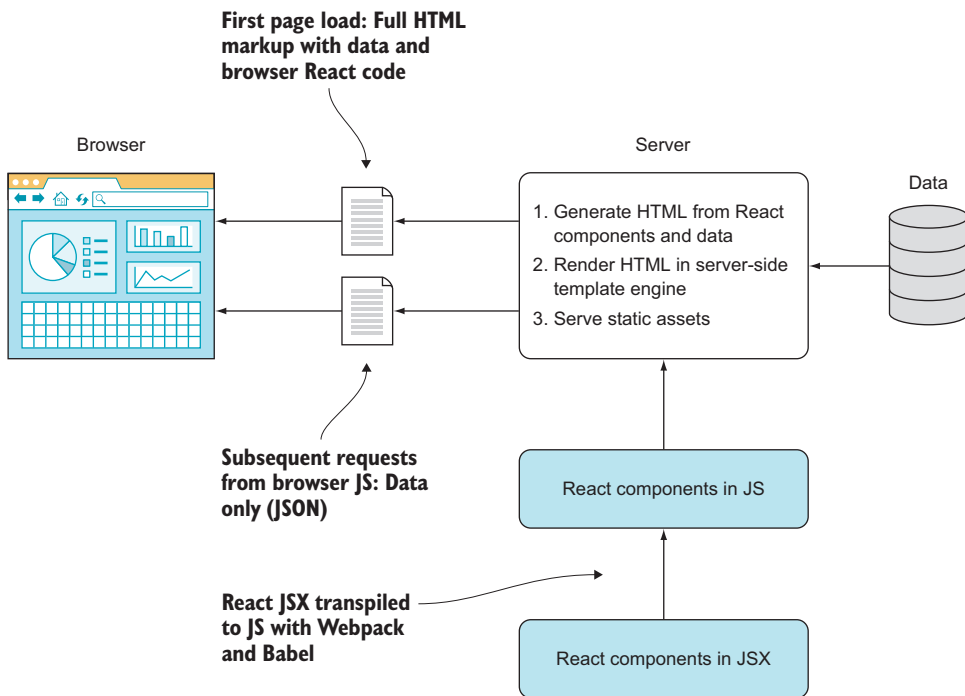 First page load: Full HTML
markup with data and
browser React code
Browser
Server
Data
1. Generate HTML from React
components and data
2. Render HTML in server-side
template engine
3. Serve static assets
Subsequent requests
from browser JS: Data
only (JSON)
React components in JS
React JSX transpiled
to JS with Webpack
and Babel
React components in JSX